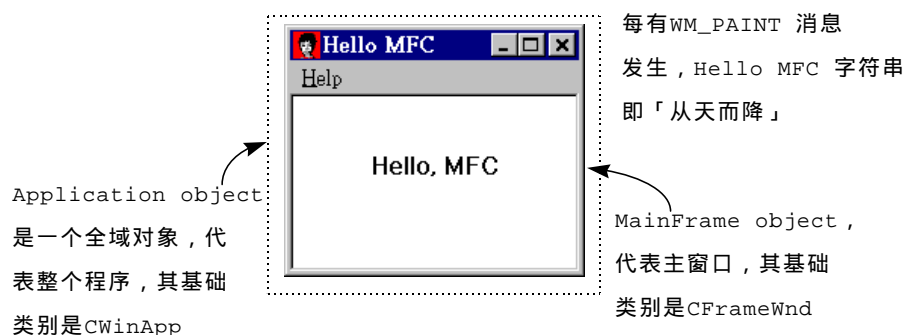 每有WM_PAINT 消息
发生，Hello MFC 字符串
即「从天而降」
Hello MFC
Help
Hello, MFC
Application object
是一个全域对象，代
表整个程序，其基础
类别是CWinApp
MainFrame object，
代表主窗口，其基础
类别是CFrameWnd